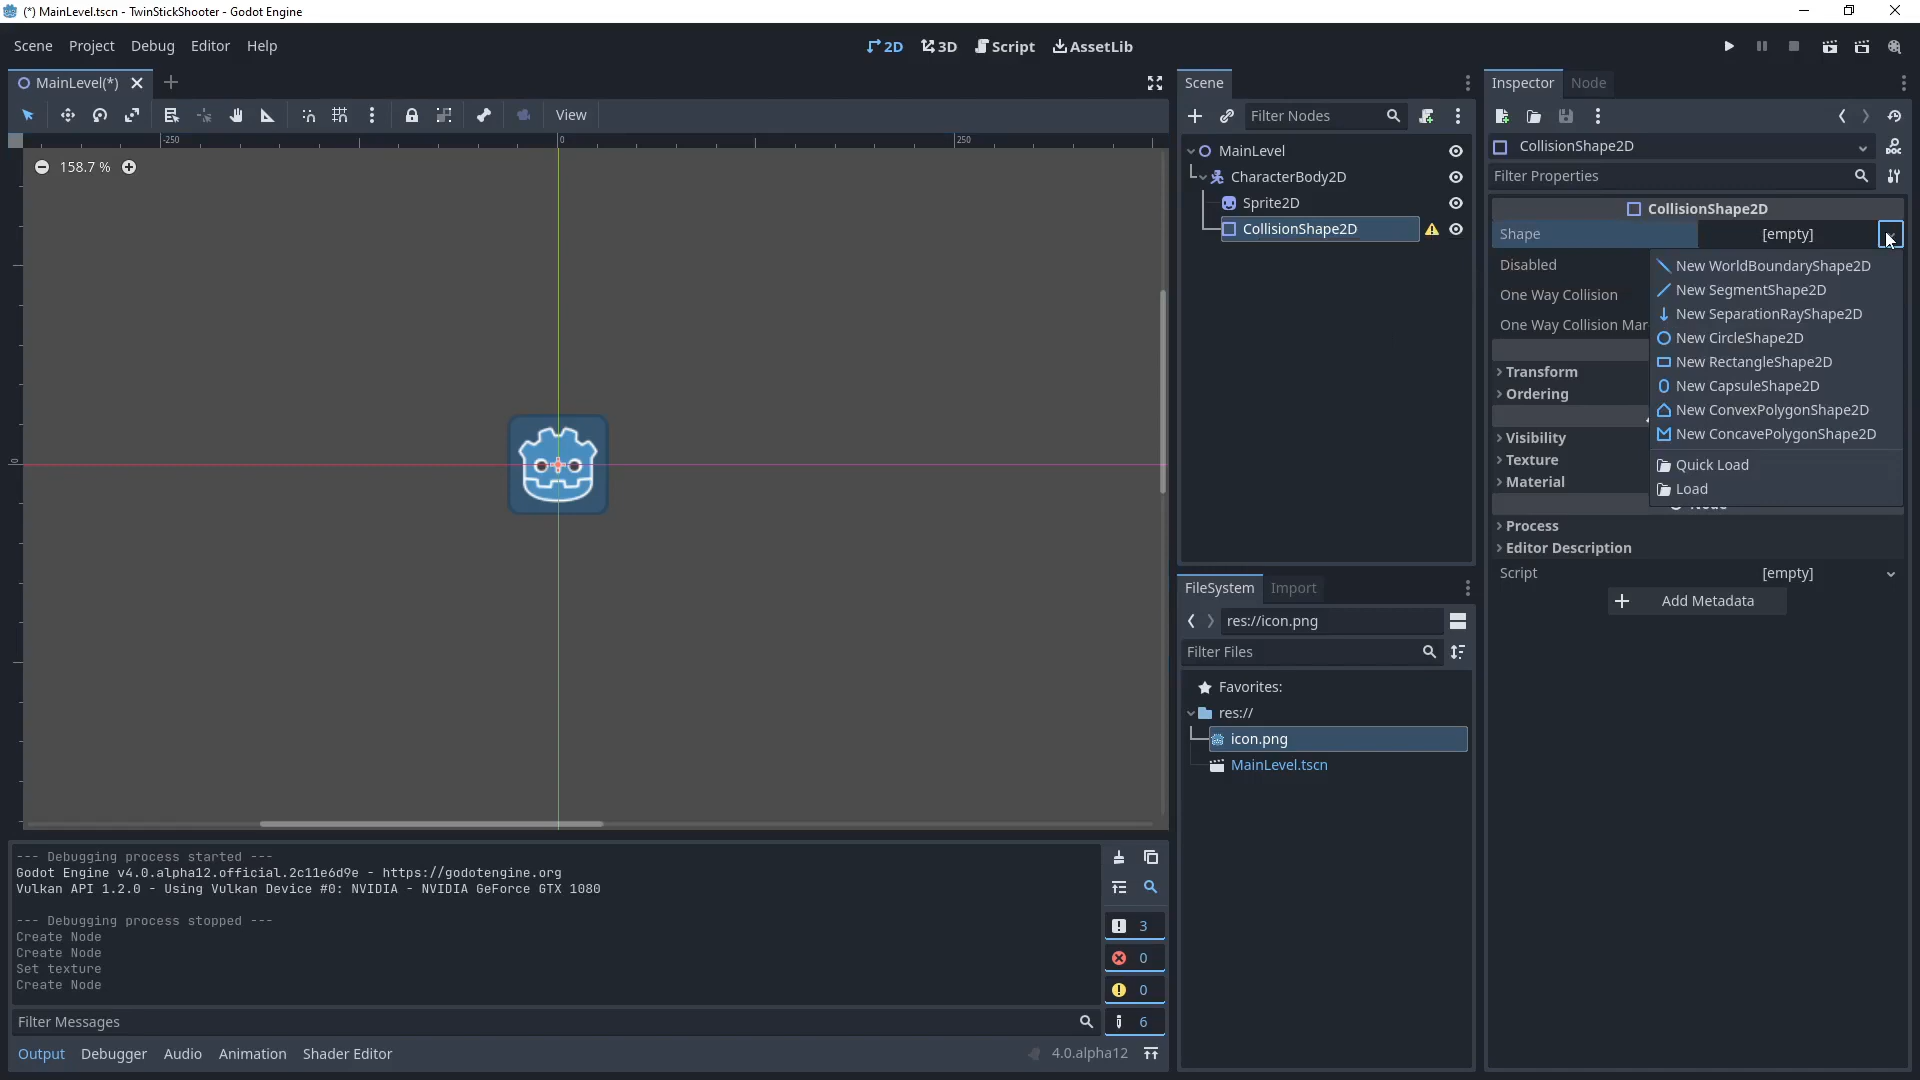 (*) MainLevel.tscn - TwinStickShooter - Godot Engine
Scene Project Debug Editor Help
2D 3D Script AssetLib
MainLevel(*)
View
-250 0 250
0
158.7 %
Scene
Filter Nodes
MainLevel
CharacterBody2D
Sprite2D
CollisionShape2D
FileSystem Import
res://icon.png
Filter Files
Favorites:
res://
icon.png
MainLevel.tscn
Inspector Node
CollisionShape2D
Filter Properties
CollisionShape2D
Shape [empty]
Disabled
One Way Collision
One Way Collision Mar
New WorldBoundaryShape2D
New SegmentShape2D
New SeparationRayShape2D
New CircleShape2D
New RectangleShape2D
New CapsuleShape2D
New ConvexPolygonShape2D
New ConcavePolygonShape2D
Quick Load
Load
Transform
Ordering
Visibility
Texture
Material
Process
Editor Description
Script [empty]
Add Metadata
--- Debugging process started ---
Godot Engine v4.0.alpha12.official.2c11e6d9e - https://godotengine.org
Vulkan API 1.2.0 - Using Vulkan Device #0: NVIDIA - NVIDIA GeForce GTX 1080
--- Debugging process stopped ---
Create Node
Create Node
Set texture
Create Node
3
0
0
6
Filter Messages
Output Debugger Audio Animation Shader Editor
4.0.alpha12